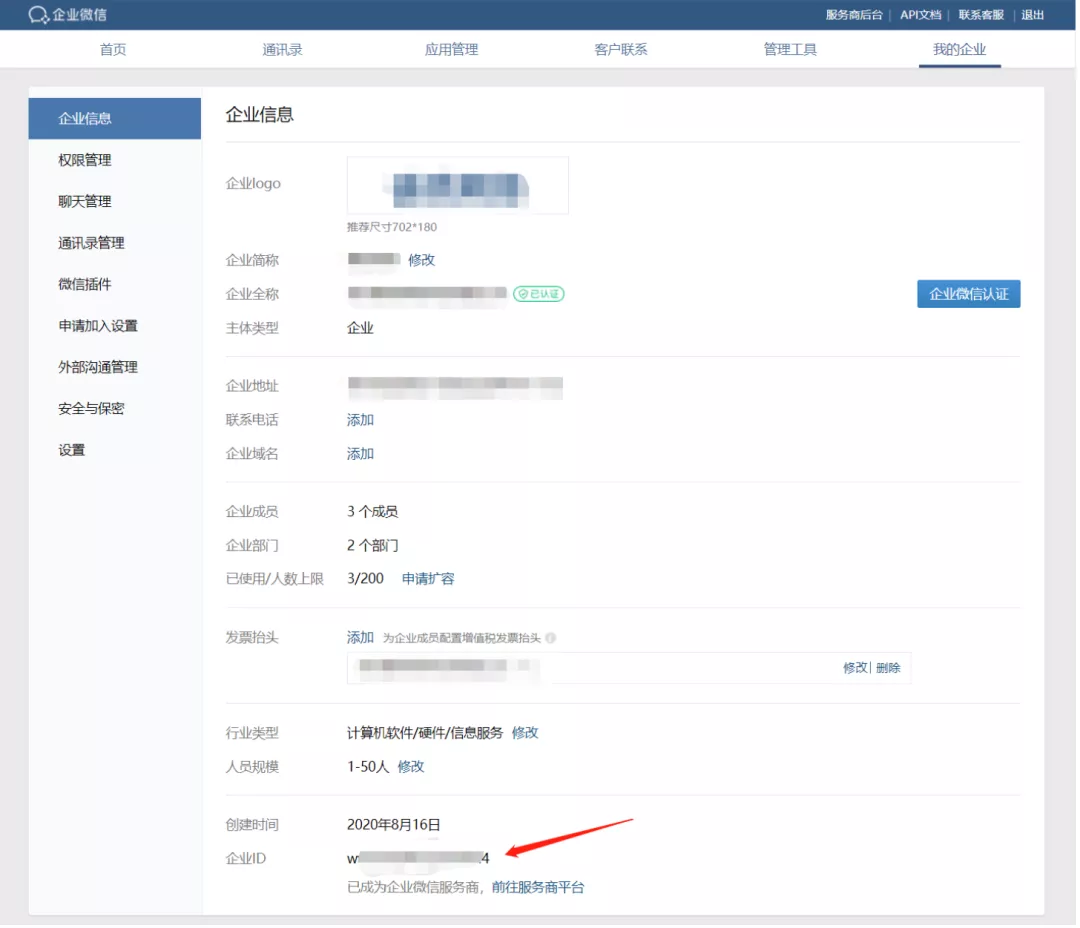 企业微信
服务商后台 | API文档 | 联系客服 | 退出
首页 通讯录 应用管理 客户联系 管理工具 我的企业
企业信息
权限管理
聊天管理
通讯录管理
微信插件
申请加入设置
外部沟通管理
安全与保密
设置
企业信息
企业logo
推荐尺寸702*180
企业简称 修改
企业全称 已认证 企业微信认证
主体类型 企业
企业地址
联系电话 添加
企业域名 添加
企业成员 3 个成员
企业部门 2 个部门
已使用/人数上限 3/200 申请扩容
发票抬头 添加 为企业成员配置增值税发票抬头
修改 | 删除
行业类型 计算机软件/硬件/信息服务 修改
人员规模 1-50人 修改
创建时间 2020年8月16日
企业ID w 4
已成为企业微信服务商，前往服务商平台